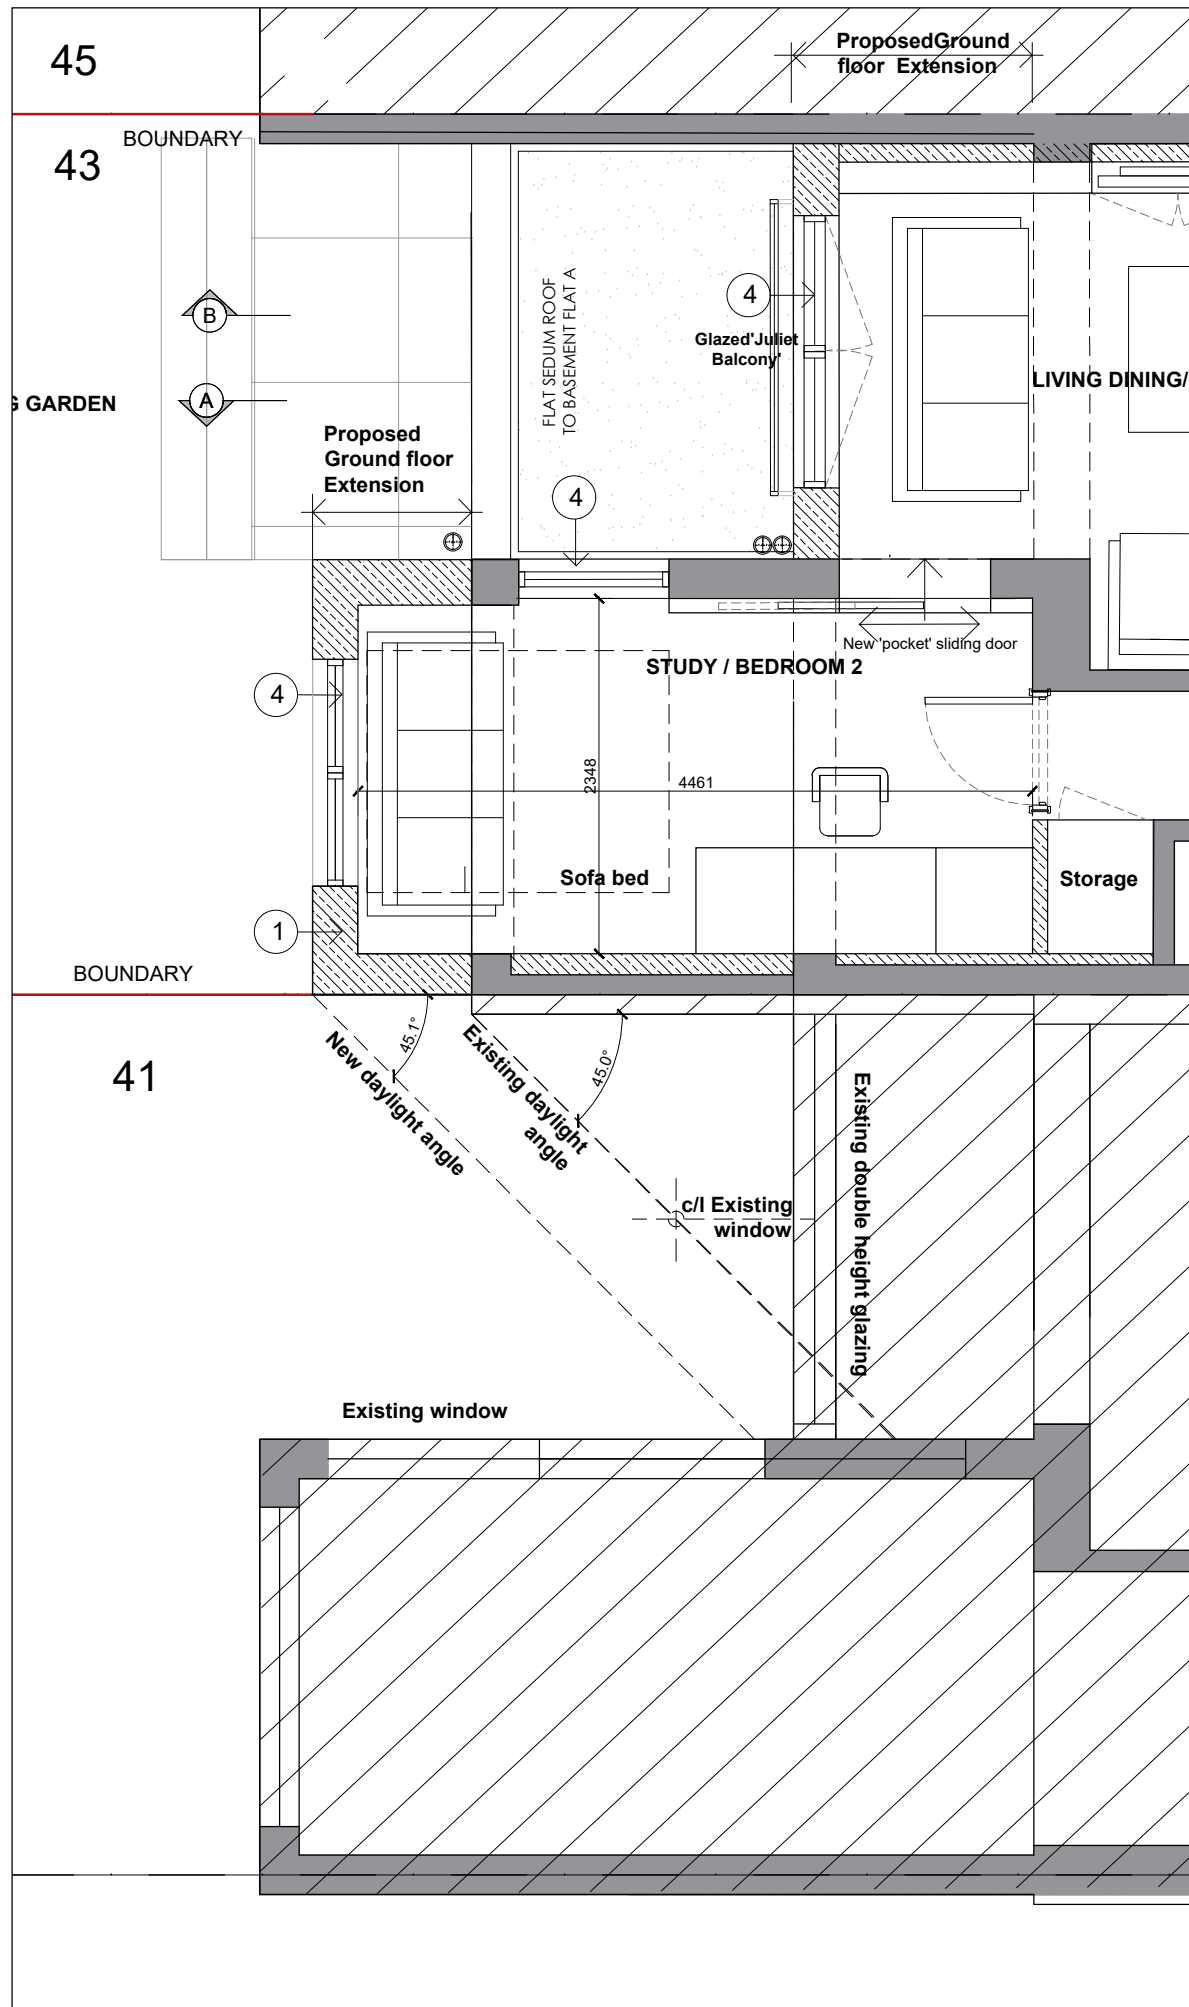 45
ProposedGround
floor Extension
BOUNDARY
43
FLAT SEDUM ROOF
TO BASEMENT FLAT A
4
B
Glazed'Juliet
Balcony'
LIVING DINING/
A
G GARDEN
Proposed
Ground floor
Extension
4
New 'pocket' sliding door
STUDY / BEDROOM 2
4
2348
4461
Sofa bed
Storage
1
BOUNDARY
41
45.1°
New daylight angle
45.0°
Existing daylight
angle
Existing double height glazing
c/l Existing
window
Existing window